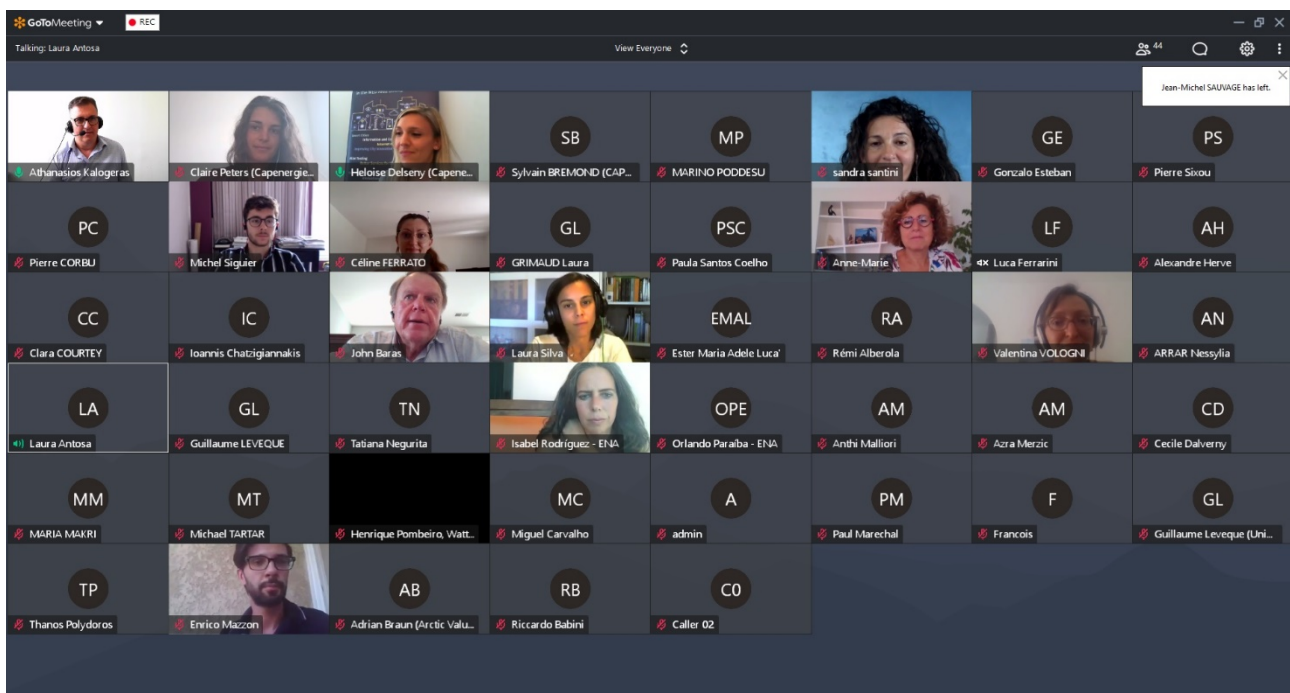 GoToMeeting
REC
Talking: Laura Antosa
View Everyone
44
Jean-Michel SAUVAGE has left.
Athanasios Kalogeras
Claire Peters (Capenergie...
Heloise Delseny (Capene...
SB
Sylvain BREMOND (CAP...
MP
MARINO PODDESU
sandra santini
GE
Gonzalo Esteban
PS
Pierre Sixou
PC
Pierre CORBU
Michel Siguier
Céline FERRATO
GL
GRIMAUD Laura
PSC
Paula Santos Coelho
Anne-Marie
LF
Luca Ferrarini
AH
Alexandre Herve
CC
Clara COURTEY
IC
Ioannis Chatzigiannakis
John Baras
Laura Silva
EMAL
Ester Maria Adele Luca'
RA
Rémi Alberola
Valentina VOLOGNI
AN
ARRAR Nessylia
LA
Laura Antosa
GL
Guillaume LEVEQUE
TN
Tatiana Negurita
Isabel Rodríguez - ENA
OPE
Orlando Paraíba - ENA
AM
Anthi Malliori
AM
Azra Merzic
CD
Cecile Dalverny
MM
MARIA MAKRI
MT
Michael TARTAR
Henrique Pombeiro, Watt...
MC
Miguel Carvalho
A
admin
PM
Paul Marechal
F
Francois
GL
Guillaume Leveque (Uni...
TP
Thanos Polydoros
Enrico Mazzon
AB
Adrian Braun (Arctic Valu...
RB
Riccardo Babini
C0
Caller 02